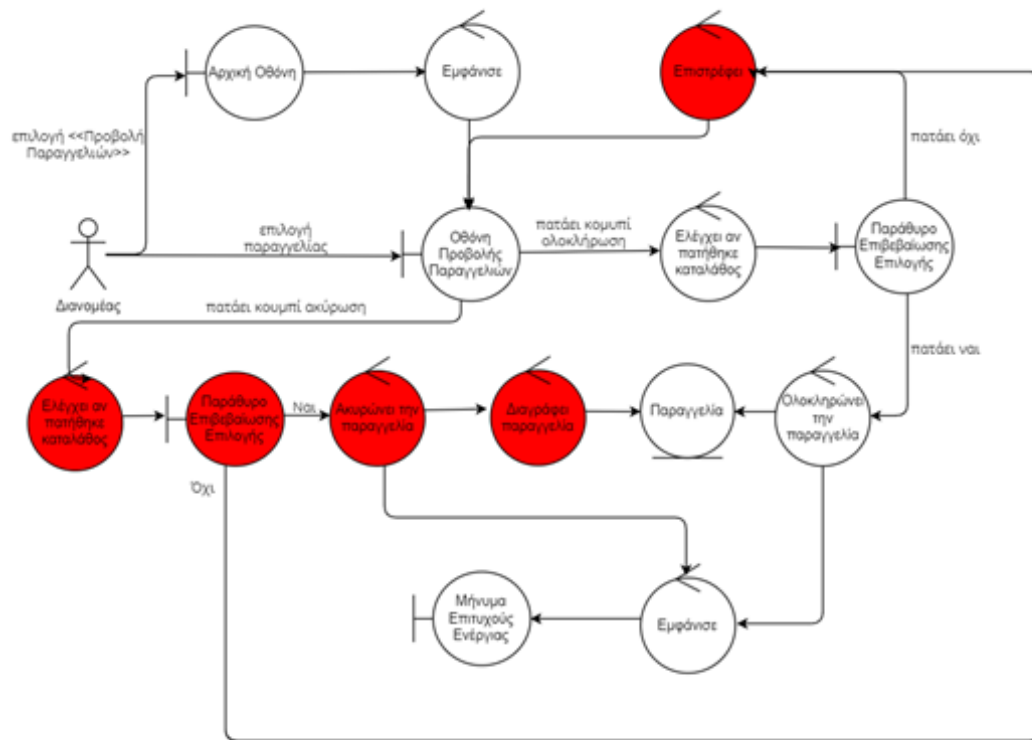 Αρχική Οθόνη
Εμφάνισε
Επιστρέφει
επιλογή <<Προβολή
Παραγγελιών>>
πατάει όχι
επιλογή
παραγγελίας
Οθόνη
Προβολής
Παραγγελιών
πατάει κομυπί
ολοκλήρωση
Ελέγχει αν
πατήθηκε
καταλάθος
Παράθυρο
Επιβεβαίωσης
Επιλογής
Διανομέας
πατάει κουμπί ακύρωση
πατάει ναι
Ελέγχει αν
πατήθηκε
καταλάθος
Παράθυρο
Επιβεβαίωσης
Επιλογής
Ναι
Ακυρώνει την
παραγγελία
Διαγράφει
παραγγελία
Παραγγελία
Ολοκληρώνει
την
παραγγελία
Όχι
Μήνυμα
Επιτυχούς
Ενέργιας
Εμφάνισε